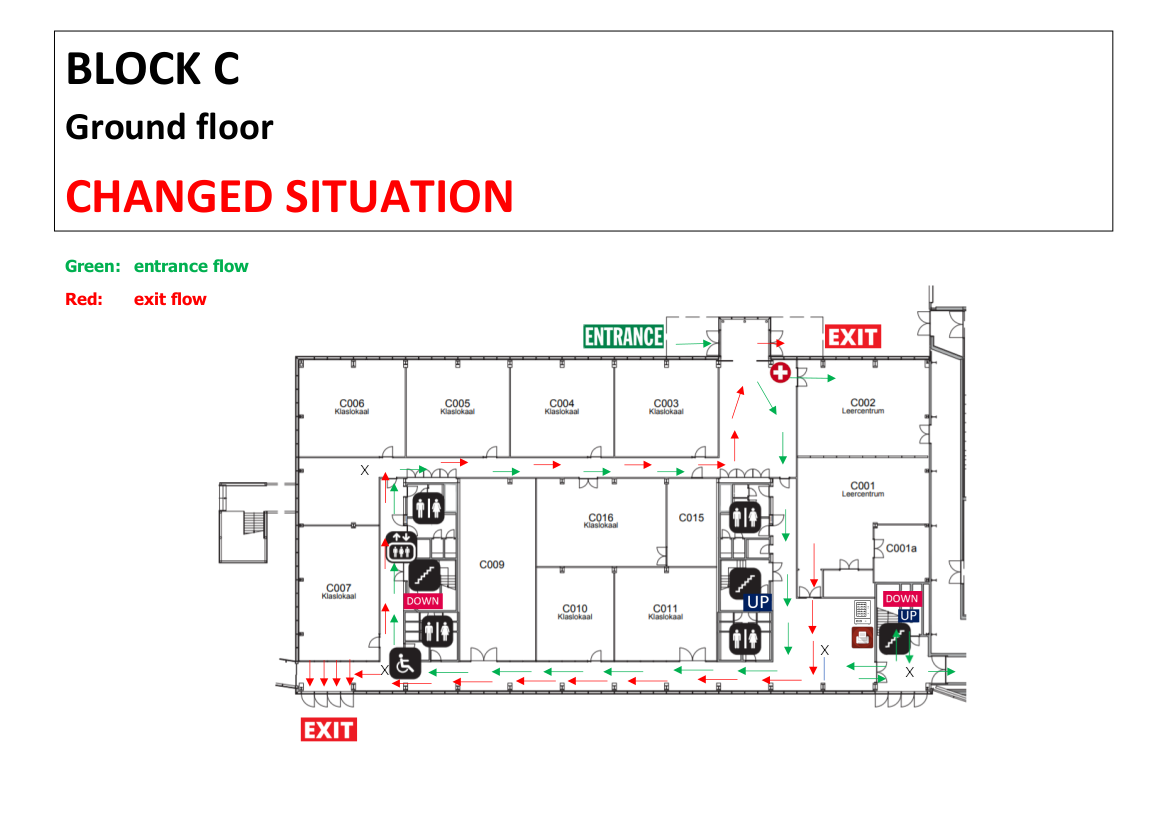 BLOCK C
Ground floor
CHANGED SITUATION
Green: entrance flow
Red: exit flow
ENTRANCE
EXIT
C006
Klaslokaal
C005
Klaslokaal
C004
Klaslokaal
C003
Klaslokaal
C002
Leercentrum
X
C001
Leercentrum
C016
Klaslokaal
C015
C001a
C009
C007
Klaslokaal
DOWN
UP
DOWN
UP
C010
Klaslokaal
C011
Klaslokaal
X
X
X
EXIT